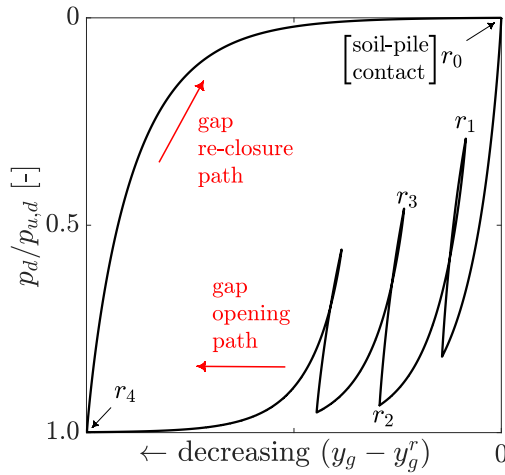 0
[soil-pile contact] r₀
r₁
gap
re-closure
path
r₃
p_d/p_{u,d} [-]
0.5
gap
opening
path
r₄
r₂
1.0
← decreasing (y_g − y_g^r)
0